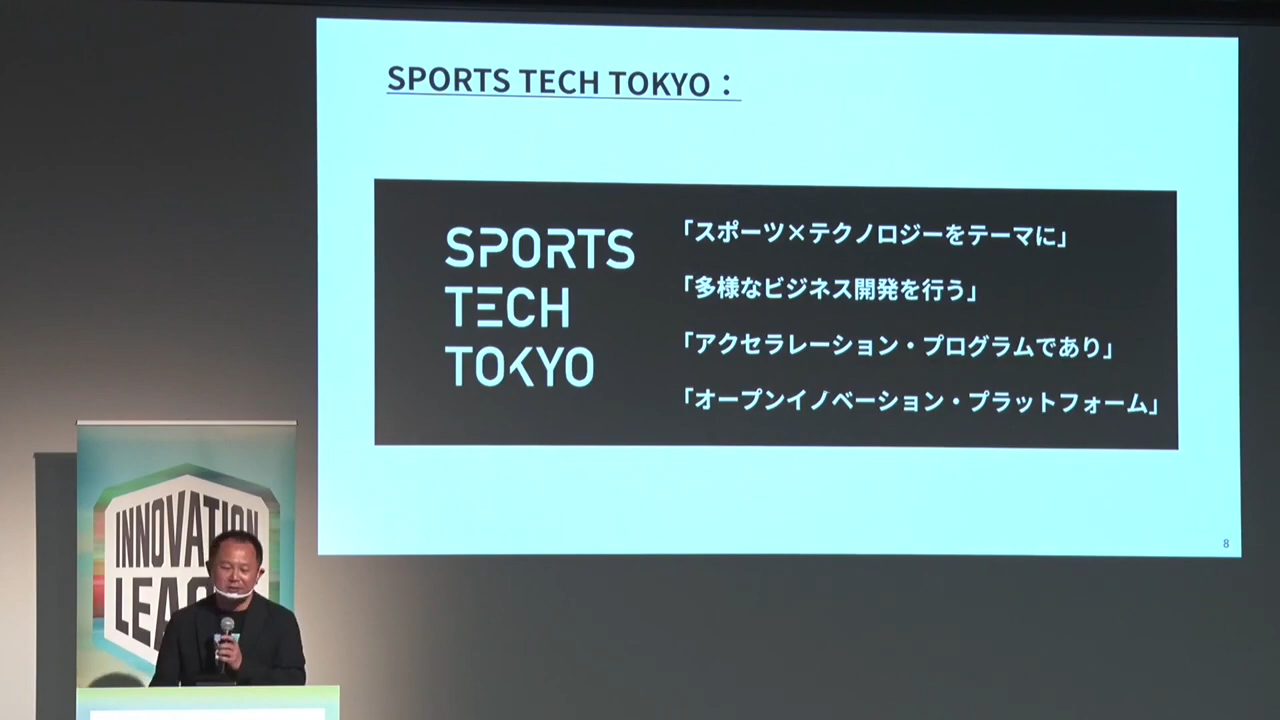 SPORTS TECH TOKYO：
SPORTS
TECH
TOKYO
「スポーツ×テクノロジーをテーマに」
「多様なビジネス開発を行う」
「アクセラレーション・プログラムであり」
「オープンイノベーション・プラットフォーム」
8
INNOVATION